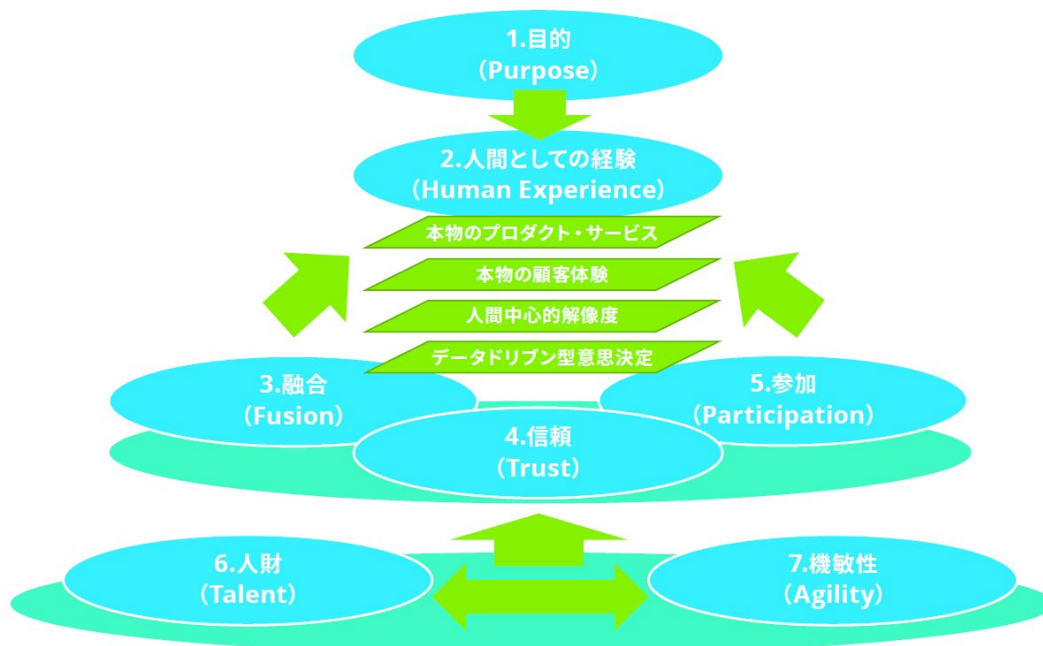 1.目的
（Purpose）
2.人間としての経験
（Human Experience）
本物のプロダクト・サービス
本物の顧客体験
人間中心的解像度
データドリブン型意思決定
3.融合
（Fusion）
4.信頼
（Trust）
5.参加
（Participation）
6.人財
（Talent）
7.機敏性
（Agility）